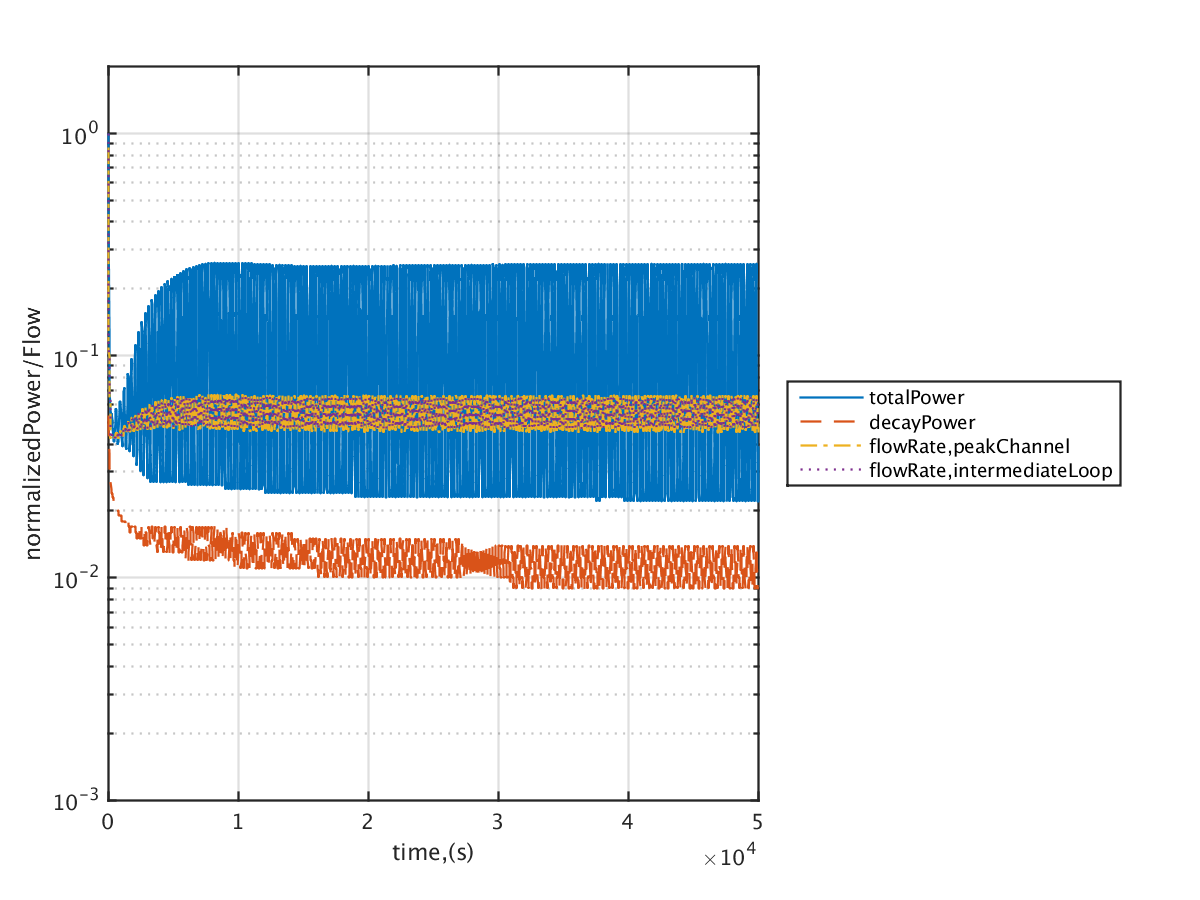 10^0
10^-1
10^-2
10^-3
normalizedPower/Flow
0 1 2 3 4 5
time,(s)
×10^4
totalPower
decayPower
flowRate,peakChannel
flowRate,intermediateLoop